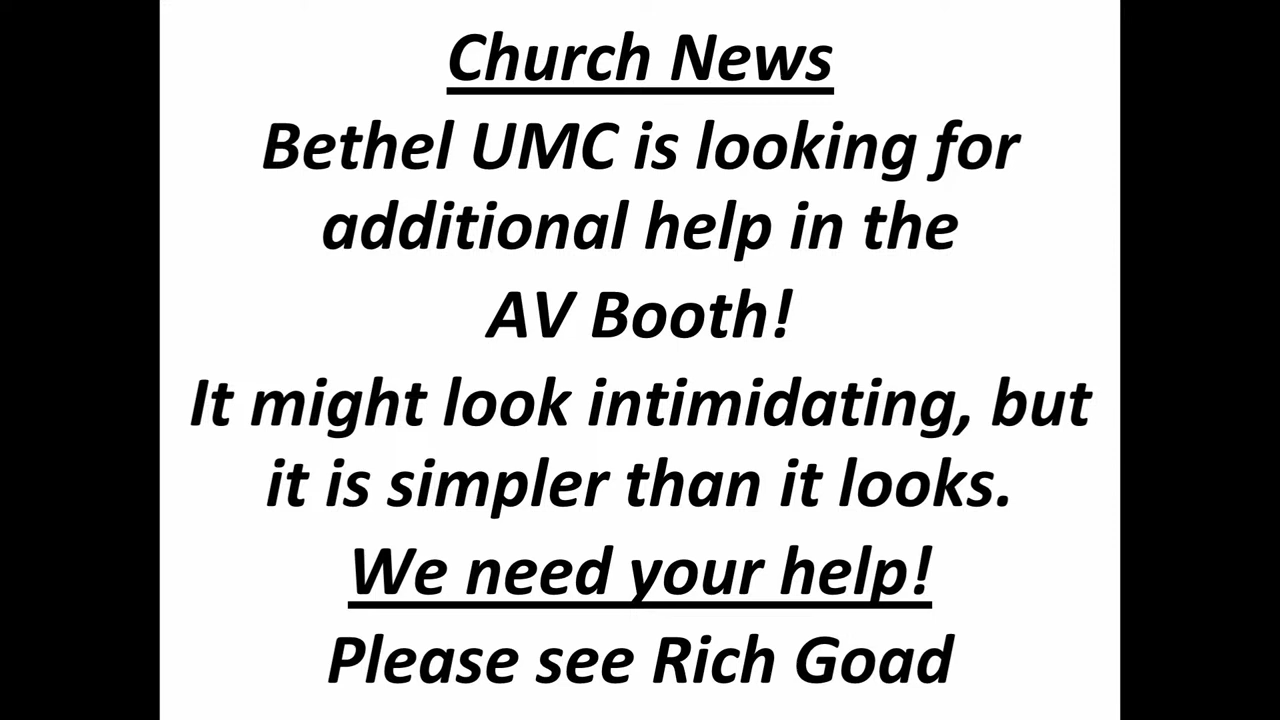 Church News
Bethel UMC is looking for
additional help in the
AV Booth!
It might look intimidating, but
it is simpler than it looks.
We need your help!
Please see Rich Goad